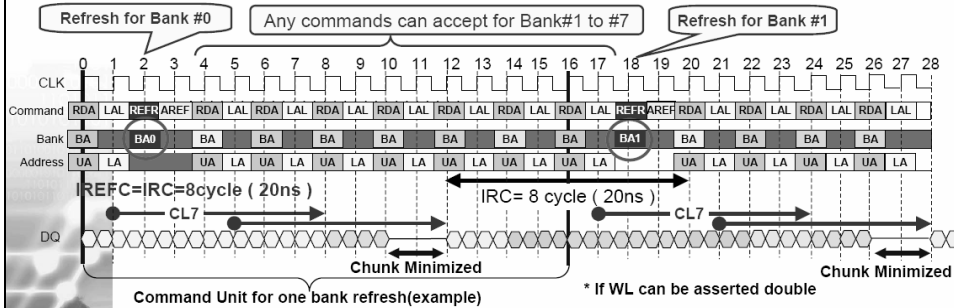 Refresh for Bank #0
Any commands can accept for Bank#1 to #7
Refresh for Bank #1
0 1 2 3 4 5 6 7 8 9 10 11 12 13 14 15 16 17 18 19 20 21 22 23 24 25 26 27 28
CLK
Command RDA LAL REFR AREF RDA LAL RDA LAL RDA LAL RDA LAL RDA LAL RDA LAL RDA LAL REFR AREF RDA LAL RDA LAL RDA LAL RDA LAL
Bank BA BA0 BA BA BA BA BA BA BA BA1 BA BA BA BA
Address UA LA UA LA UA LA UA LA UA LA UA LA UA LA UA LA UA LA UA LA UA LA UA LA
IREFC=IRC=8cycle ( 20ns )
IRC= 8 cycle ( 20ns )
CL7
CL7
DQ
Chunk Minimized
Chunk Minimized
Command Unit for one bank refresh(example)
* If WL can be asserted double